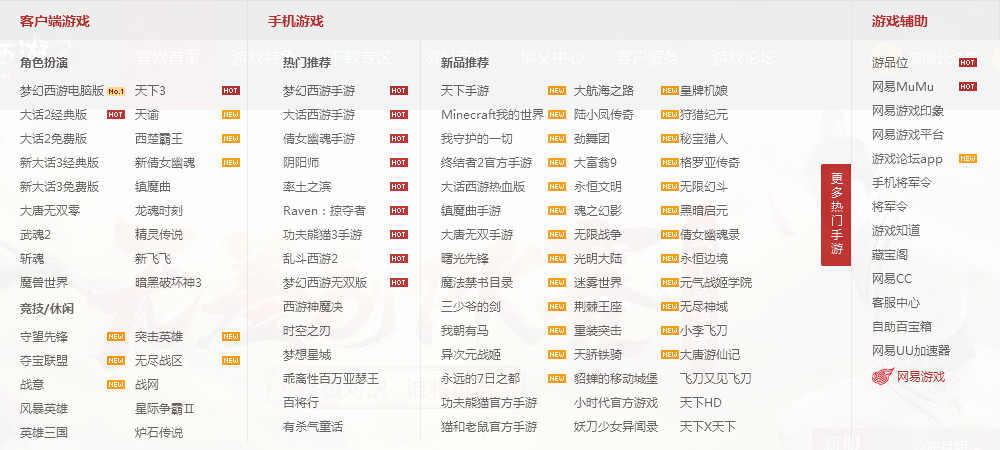 客户端游戏
角色扮演
梦幻西游电脑版 No.1 天下3 HOT
大话2经典版 HOT 天谕 NEW
大话2免费版 西楚霸王 NEW
新大话3经典版 新倩女幽魂 NEW
新大话3免费版 镇魔曲
大唐无双零 龙魂时刻
武魂2 精灵传说
斩魂 新飞飞
魔兽世界 暗黑破坏神3
竞技/休闲
守望先锋 NEW 突击英雄 NEW
夺宝联盟 NEW 无尽战区 NEW
战意 NEW 战网
风暴英雄 星际争霸II
英雄三国 炉石传说
手机游戏
热门推荐
梦幻西游手游 HOT
大话西游手游 HOT
倩女幽魂手游 HOT
阴阳师 HOT
率土之滨 HOT
Raven：掠夺者 HOT
功夫熊猫3手游 HOT
乱斗西游2 HOT
梦幻西游无双版 HOT
西游神魔决
时空之刃
梦想星城
乖离性百万亚瑟王
百将行
有杀气童话
新品推荐
天下手游 NEW 大航海之路 NEW 皇牌机娘
Minecraft我的世界 NEW 陆小凤传奇 NEW 狩猎纪元
我守护的一切 NEW 劲舞团 NEW 秘宝猎人
终结者2官方手游 NEW 大富翁9 NEW 格罗亚传奇
大话西游热血版 NEW 永恒文明 NEW 无限幻斗
镇魔曲手游 NEW 魂之幻影 NEW 黑暗启元
大唐无双手游 NEW 无限战争 NEW 倩女幽魂录
曙光先锋 NEW 光明大陆 NEW 永恒边境
魔法禁书目录 NEW 迷雾世界 NEW 元气战姬学院
三少爷的剑 NEW 荆棘王座 NEW 无尽神域
我朝有马 NEW 重装突击 NEW 小李飞刀
异次元战姬 NEW 天骄铁骑 NEW 大唐游仙记
永远的7日之都 NEW 貂蝉的移动城堡 飞刀又见飞刀
功夫熊猫官方手游 小时代官方游戏 天下HD
猫和老鼠官方手游 妖刀少女异闻录 天下X天下
更多热门手游
游戏辅助
游品位 HOT
网易MuMu HOT
网易游戏印象
网易游戏平台
游戏论坛app NEW
手机将军令
将军令
游戏知道
藏宝阁
网易CC
客服中心
自助百宝箱
网易UU加速器
网易游戏
官网首页 游戏特色 下载专区 资料查询 情义中心 客户服务 游戏论坛